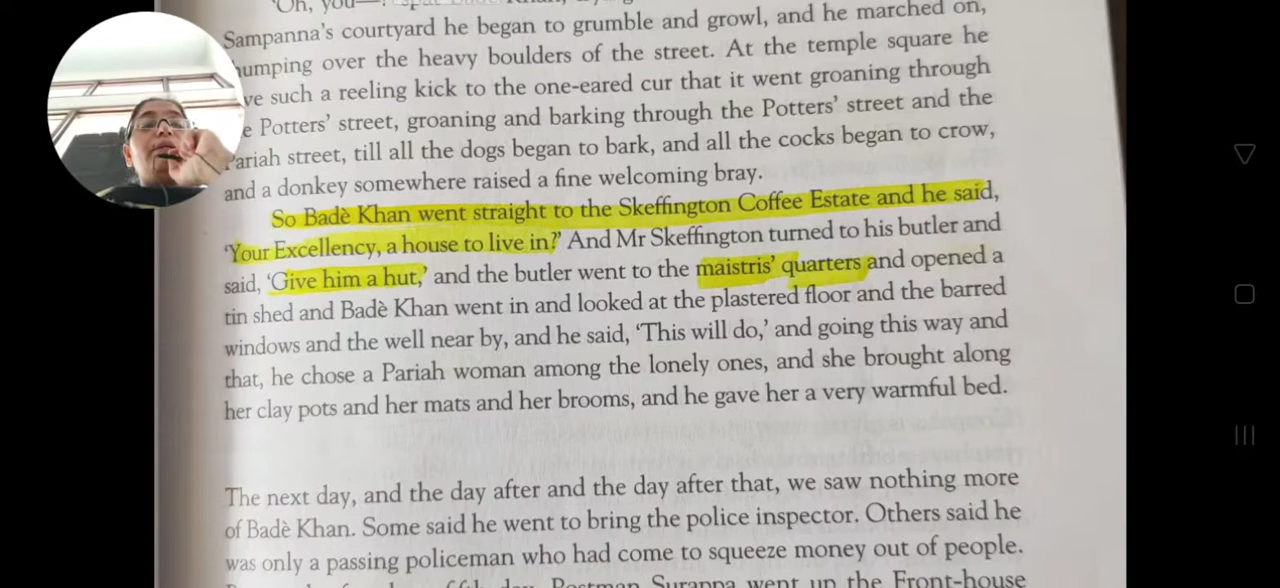 'Oh, you—
Sampanna's courtyard he began to grumble and growl, and he marched on,
umping over the heavy boulders of the street. At the temple square he
ve such a reeling kick to the one-eared cur that it went groaning through
e Potters' street, groaning and barking through the Potters' street and the
Pariah street, till all the dogs began to bark, and all the cocks began to crow,
and a donkey somewhere raised a fine welcoming bray.
So Badè Khan went straight to the Skeffington Coffee Estate and he said,
'Your Excellency, a house to live in?' And Mr Skeffington turned to his butler and
said, 'Give him a hut,' and the butler went to the maistris' quarters and opened a
tin shed and Badè Khan went in and looked at the plastered floor and the barred
windows and the well near by, and he said, 'This will do,' and going this way and
that, he chose a Pariah woman among the lonely ones, and she brought along
her clay pots and her mats and her brooms, and he gave her a very warmful bed.
The next day, and the day after and the day after that, we saw nothing more
of Badè Khan. Some said he went to bring the police inspector. Others said he
was only a passing policeman who had come to squeeze money out of people.
Postman Suranna went up the Front-house